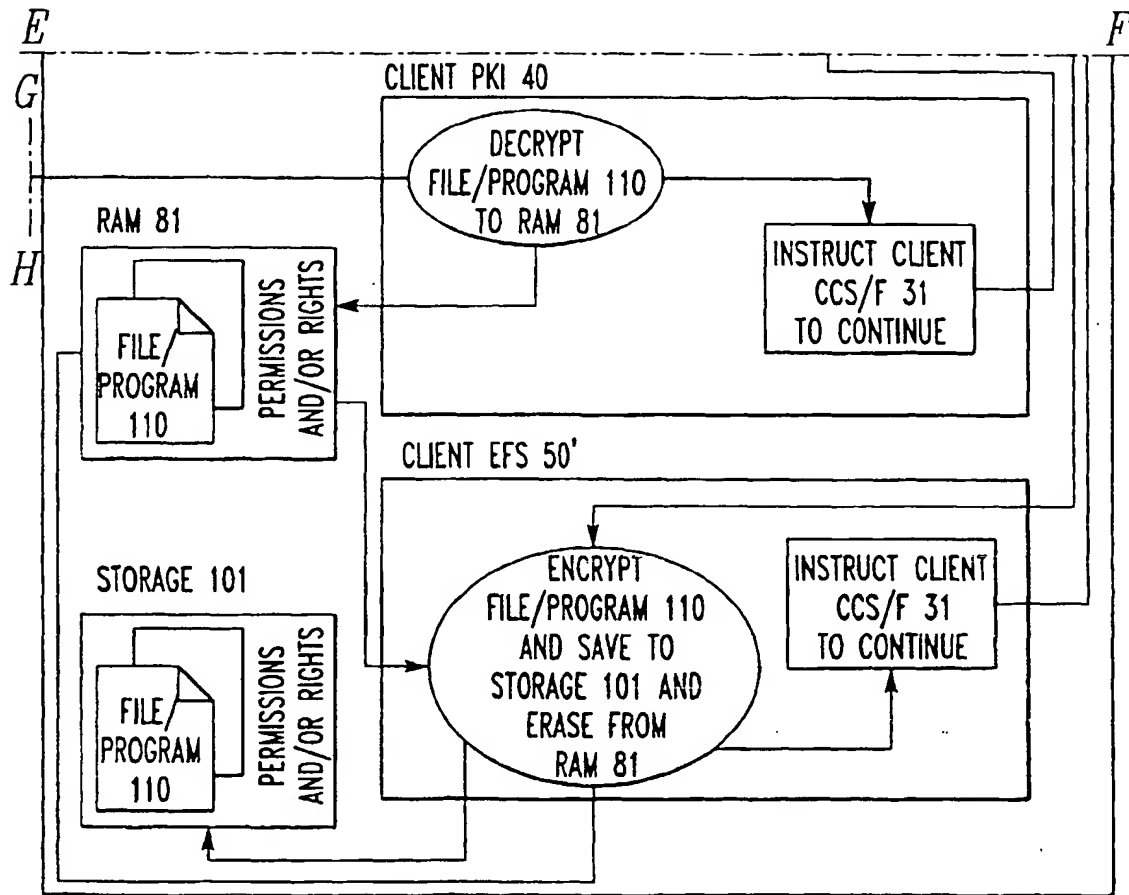 E
F
G
H
CLIENT PKI 40
DECRYPT
FILE/PROGRAM 110
TO RAM 81
INSTRUCT CLIENT
CCS/F 31
TO CONTINUE
RAM 81
FILE/
PROGRAM
110
PERMISSIONS
AND/OR RIGHTS
CLIENT EFS 50'
ENCRYPT
FILE/PROGRAM 110
AND SAVE TO
STORAGE 101 AND
ERASE FROM
RAM 81
INSTRUCT CLIENT
CCS/F 31
TO CONTINUE
STORAGE 101
FILE/
PROGRAM
110
PERMISSIONS
AND/OR RIGHTS